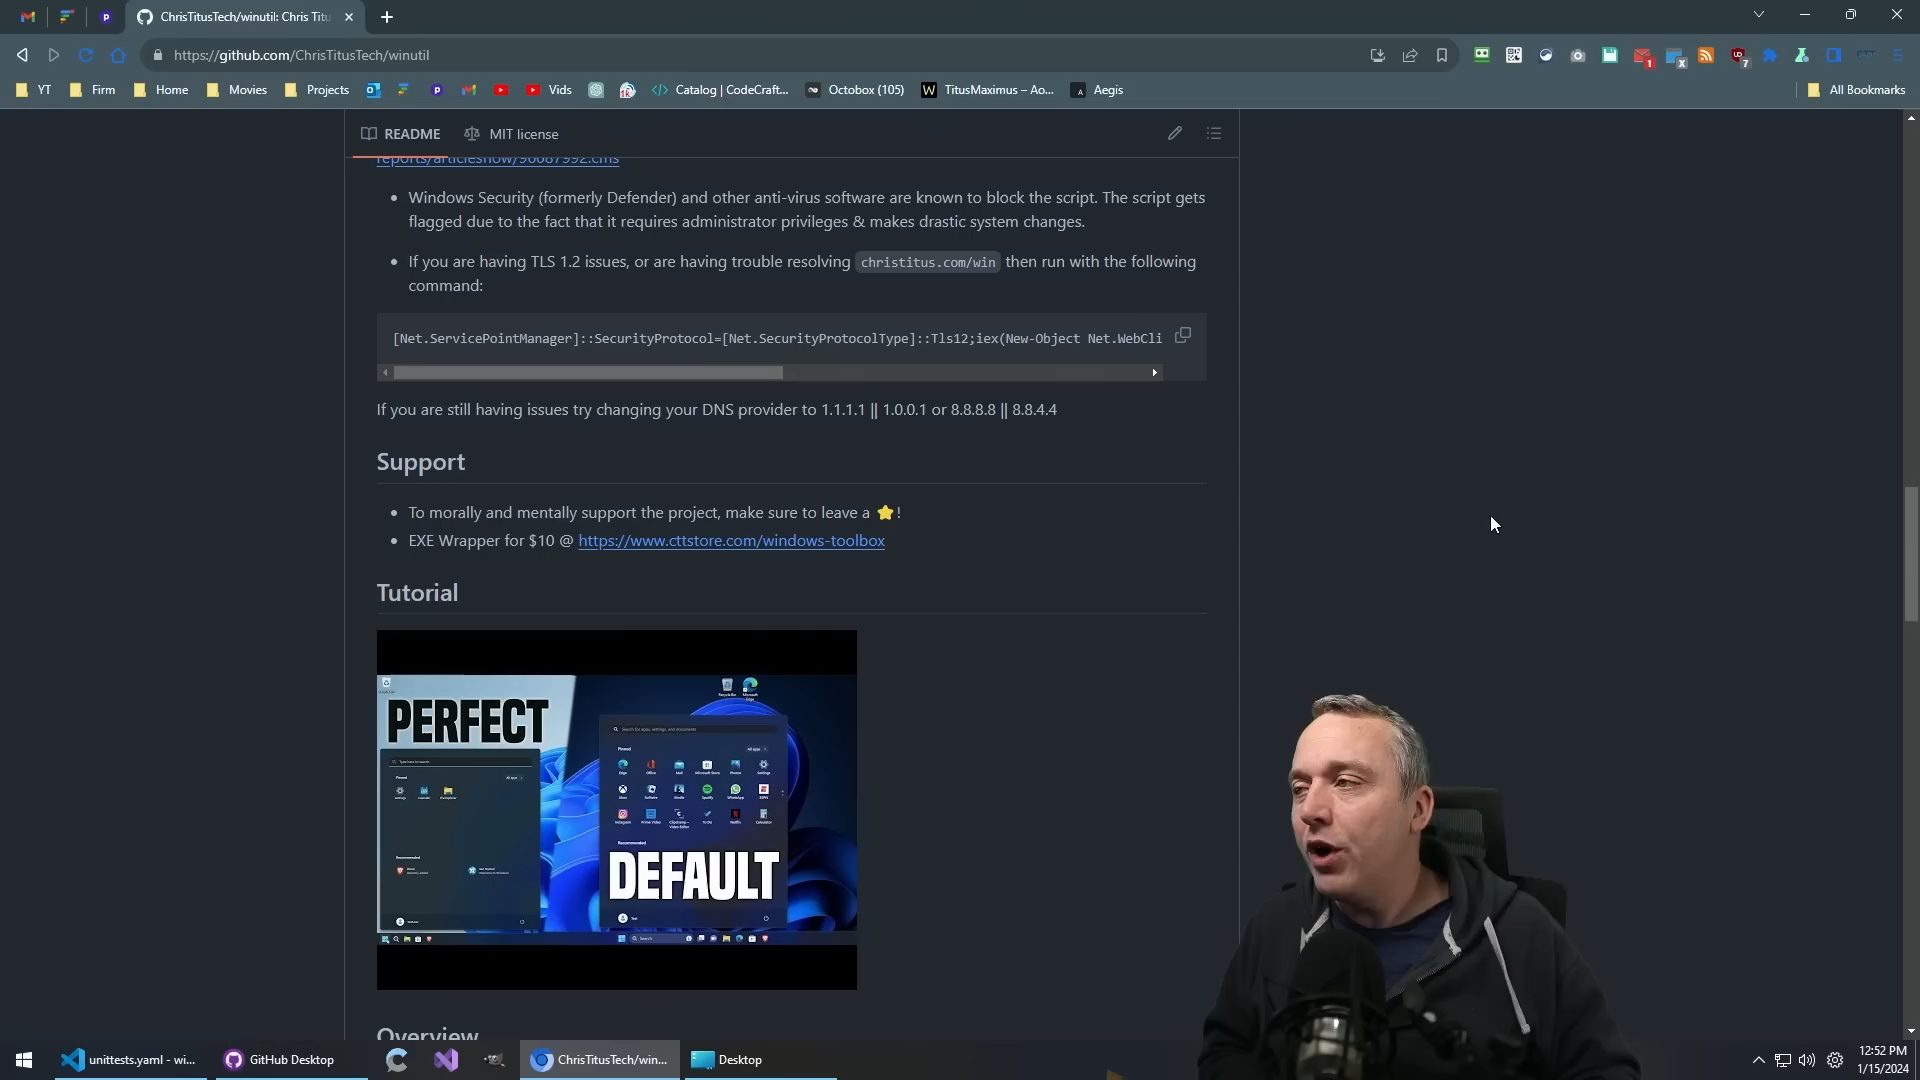 ChrisTitusTech/winutil: Chris Titu
https://github.com/ChrisTitusTech/winutil
YT Firm Home Movies Projects Vids Catalog | CodeCraft... Octobox (105) TitusMaximus – Ao... Aegis All Bookmarks
README MIT license
reports/articleshow/96687992.cms
Windows Security (formerly Defender) and other anti-virus software are known to block the script. The script gets
flagged due to the fact that it requires administrator privileges & makes drastic system changes.
If you are having TLS 1.2 issues, or are having trouble resolving christitus.com/win then run with the following
command:
[Net.ServicePointManager]::SecurityProtocol=[Net.SecurityProtocolType]::Tls12;iex(New-Object Net.WebCli
If you are still having issues try changing your DNS provider to 1.1.1.1 || 1.0.0.1 or 8.8.8.8 || 8.8.4.4
Support
To morally and mentally support the project, make sure to leave a ⭐!
EXE Wrapper for $10 @ https://www.cttstore.com/windows-toolbox
Tutorial
PERFECT
DEFAULT
Overview
unittests.yaml - wi... GitHub Desktop ChrisTitusTech/win... Desktop
12:52 PM
1/15/2024